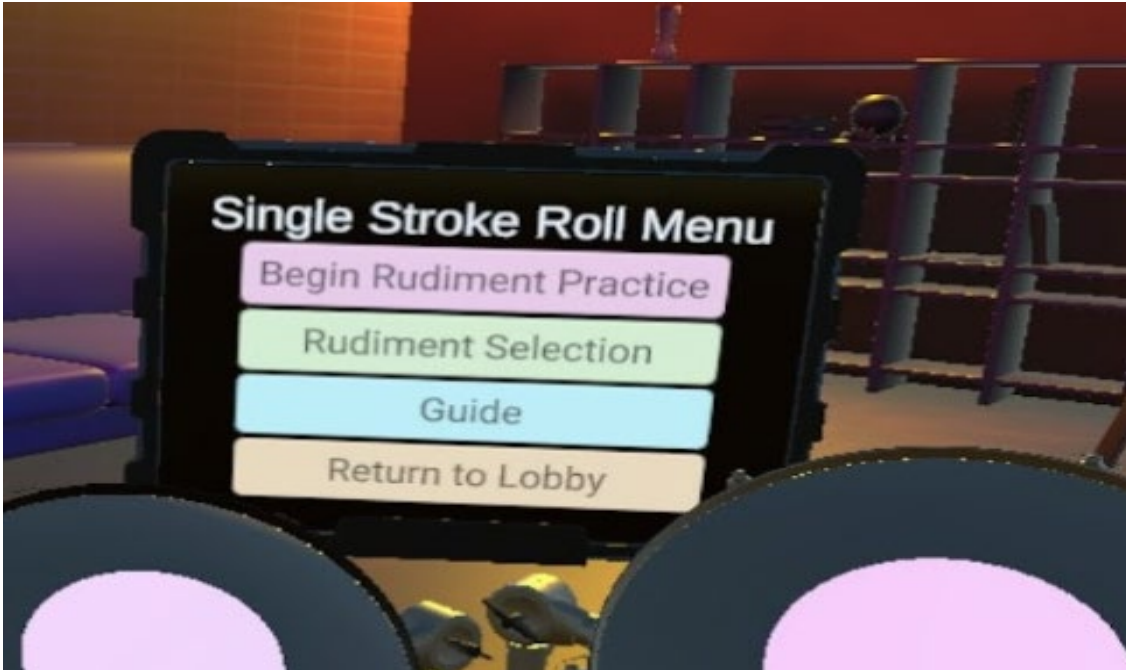 Single Stroke Roll Menu
Begin Rudiment Practice
Rudiment Selection
Guide
Return to Lobby